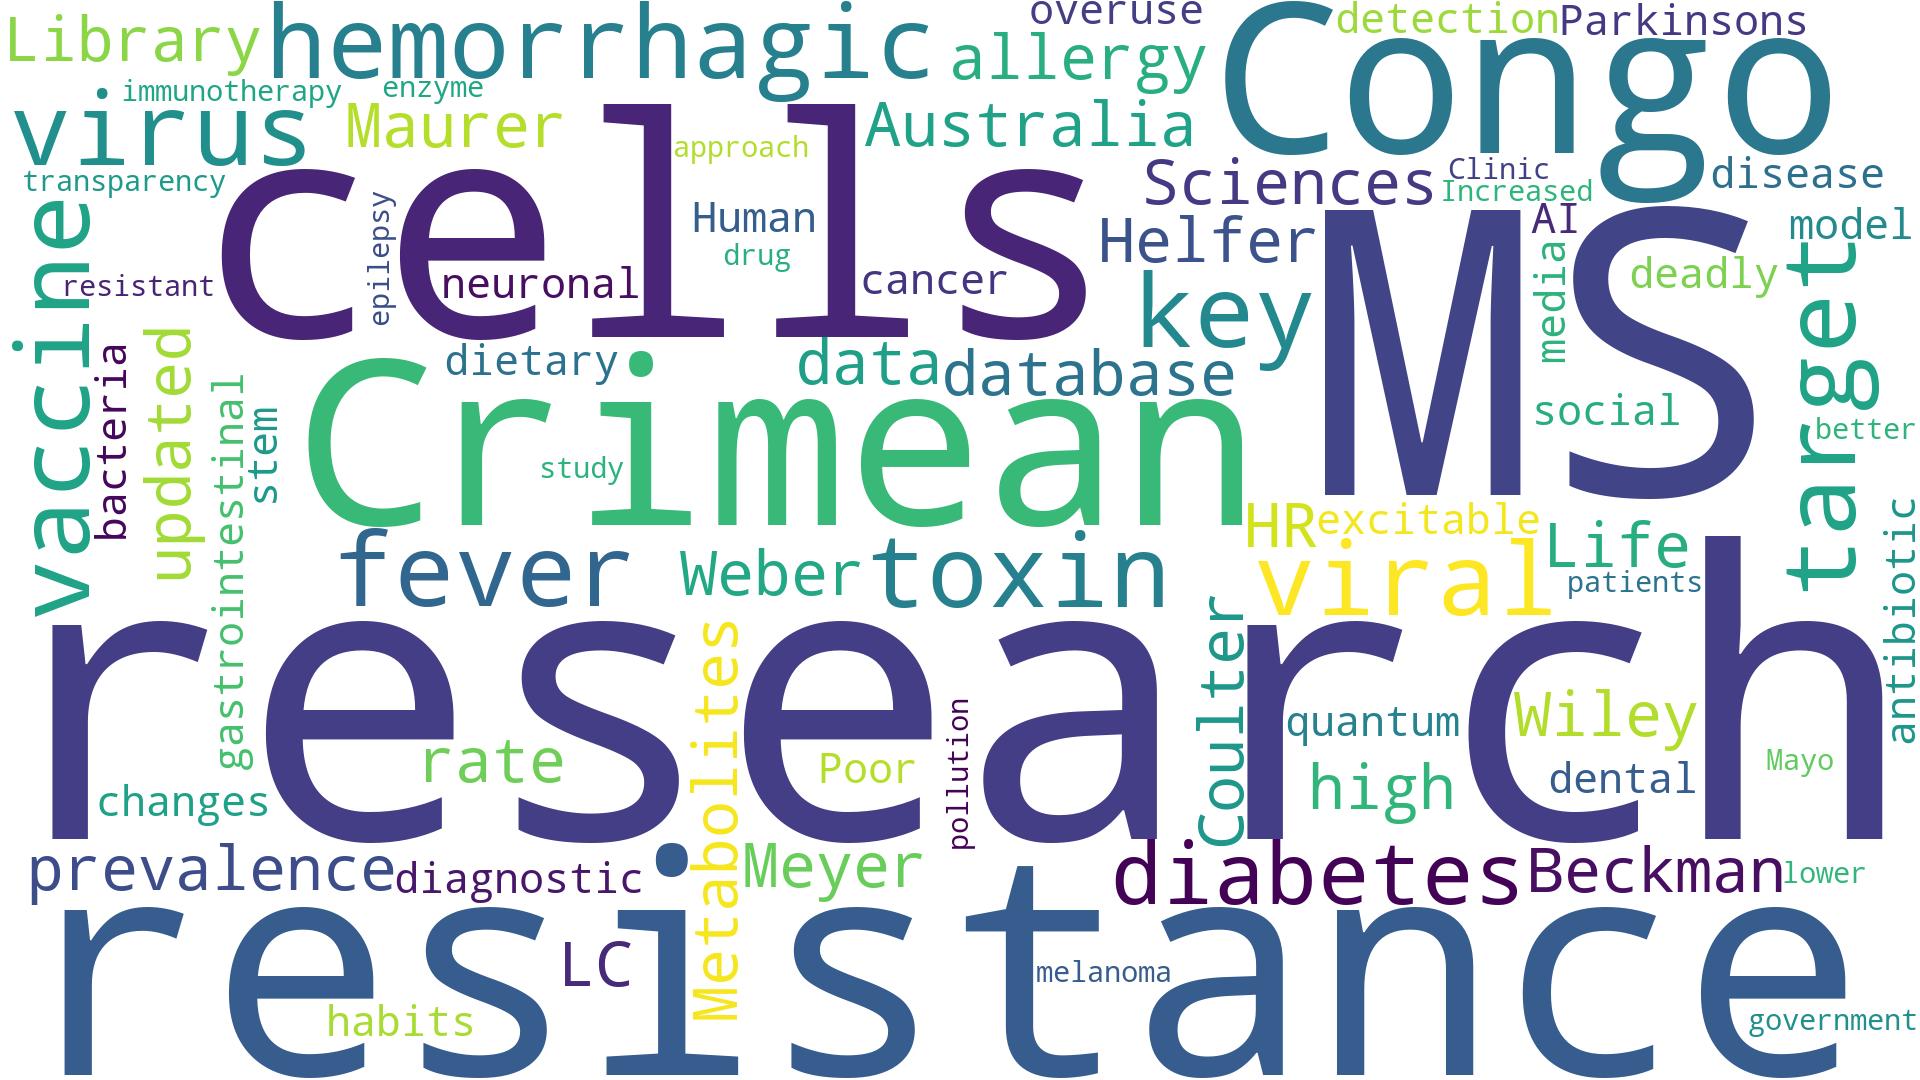 overuse
detection
Parkinsons
Library
hemorrhagic
allergy
Congo
immunotherapy
enzyme
virus
Maurer
cells
approach
Australia
Sciences
Clinic
disease
transparency
Increased
vaccine
epilepsy
Human
Helfer
AI
model
drug
MS
media
deadly
target
resistant
neuronal
cancer
key
bacteria
updated
dietary
data
database
gastrointestinal
stem
Crimean
social
better
study
HR
excitable
antibiotic
fever
Weber
toxin
viral
Life
patients
research
Metabolites
Coulter
quantum
Wiley
pollution
rate
Poor
high
dental
Mayo
changes
prevalence
diagnostic
Meyer
diabetes
Beckman
lower
resistance
LC
melanoma
habits
government